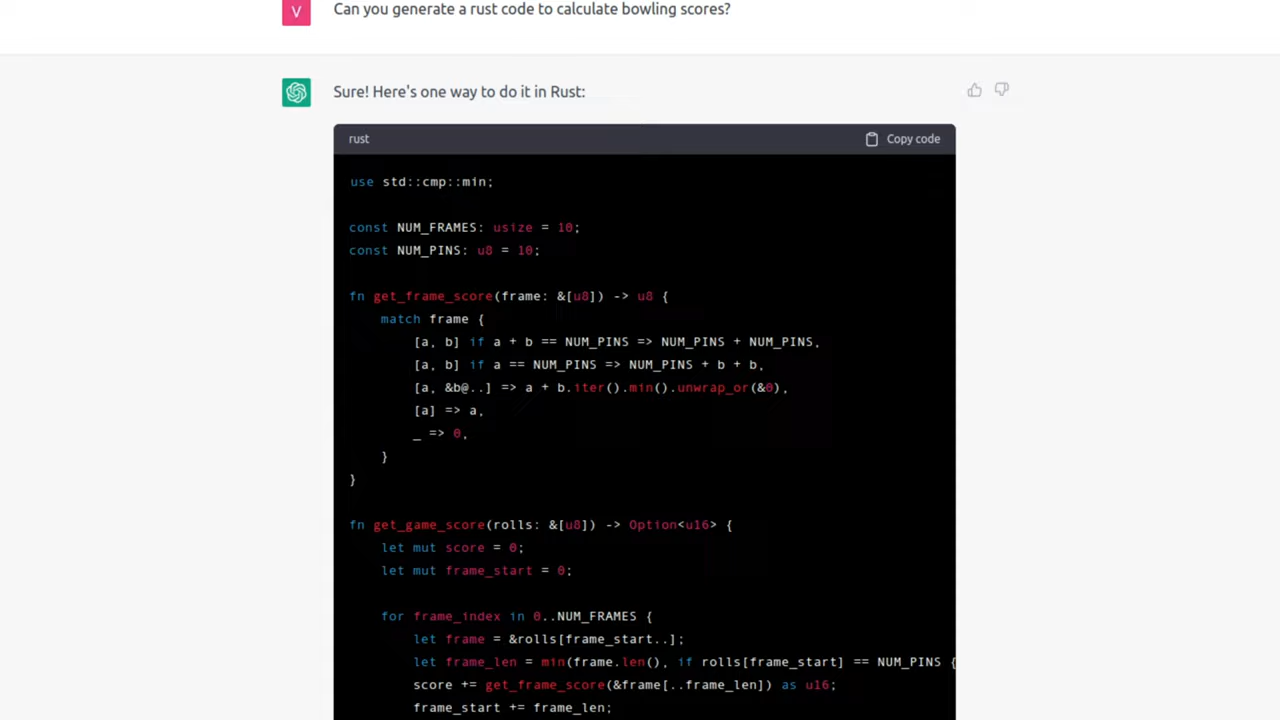 V
Can you generate a rust code to calculate bowling scores?
Sure! Here's one way to do it in Rust:
rust
Copy code
use std::cmp::min;
const NUM_FRAMES: usize = 10;
const NUM_PINS: u8 = 10;
fn get_frame_score(frame: &[u8]) -> u8 {
    match frame {
        [a, b] if a + b == NUM_PINS => NUM_PINS + NUM_PINS,
        [a, b] if a == NUM_PINS => NUM_PINS + b + b,
        [a, &b@..] => a + b.iter().min().unwrap_or(&0),
        [a] => a,
        _ => 0,
    }
}
fn get_game_score(rolls: &[u8]) -> Option<u16> {
    let mut score = 0;
    let mut frame_start = 0;
    for frame_index in 0..NUM_FRAMES {
        let frame = &rolls[frame_start..];
        let frame_len = min(frame.len(), if rolls[frame_start] == NUM_PINS {
        score += get_frame_score(&frame[..frame_len]) as u16;
        frame_start += frame_len;